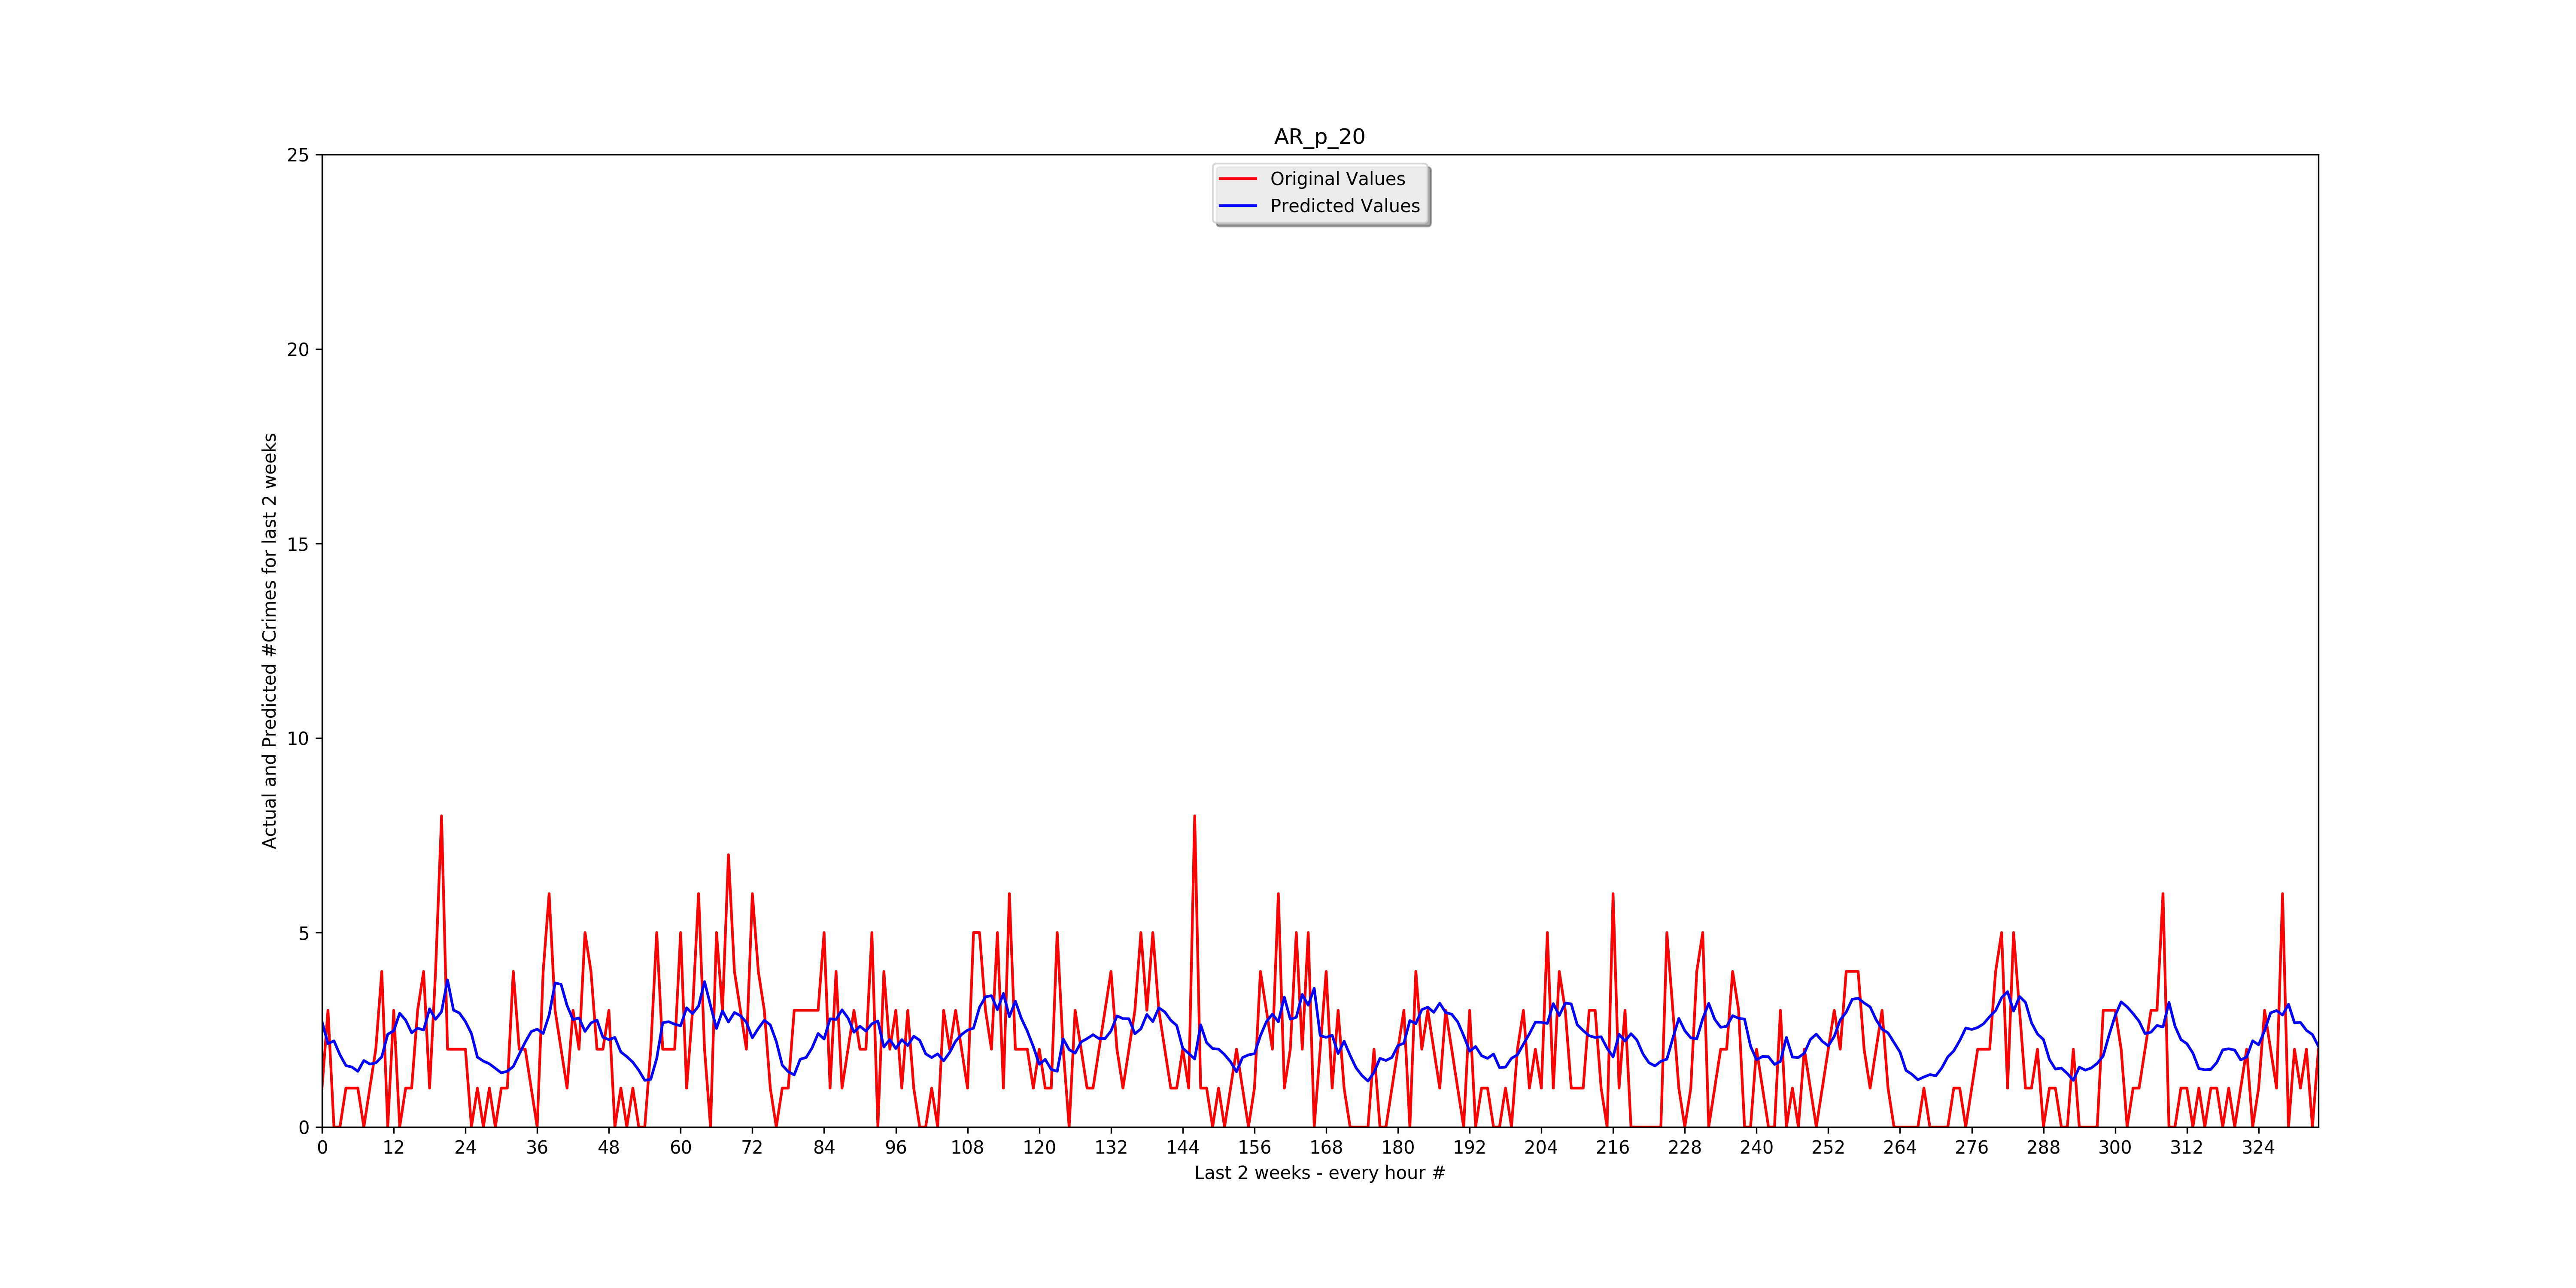 AR_p_20
Original Values
Predicted Values
25
20
15
10
5
0
Actual and Predicted #Crimes for last 2 weeks
0 12 24 36 48 60 72 84 96 108 120 132 144 156 168 180 192 204 216 228 240 252 264 276 288 300 312 324
Last 2 weeks - every hour #